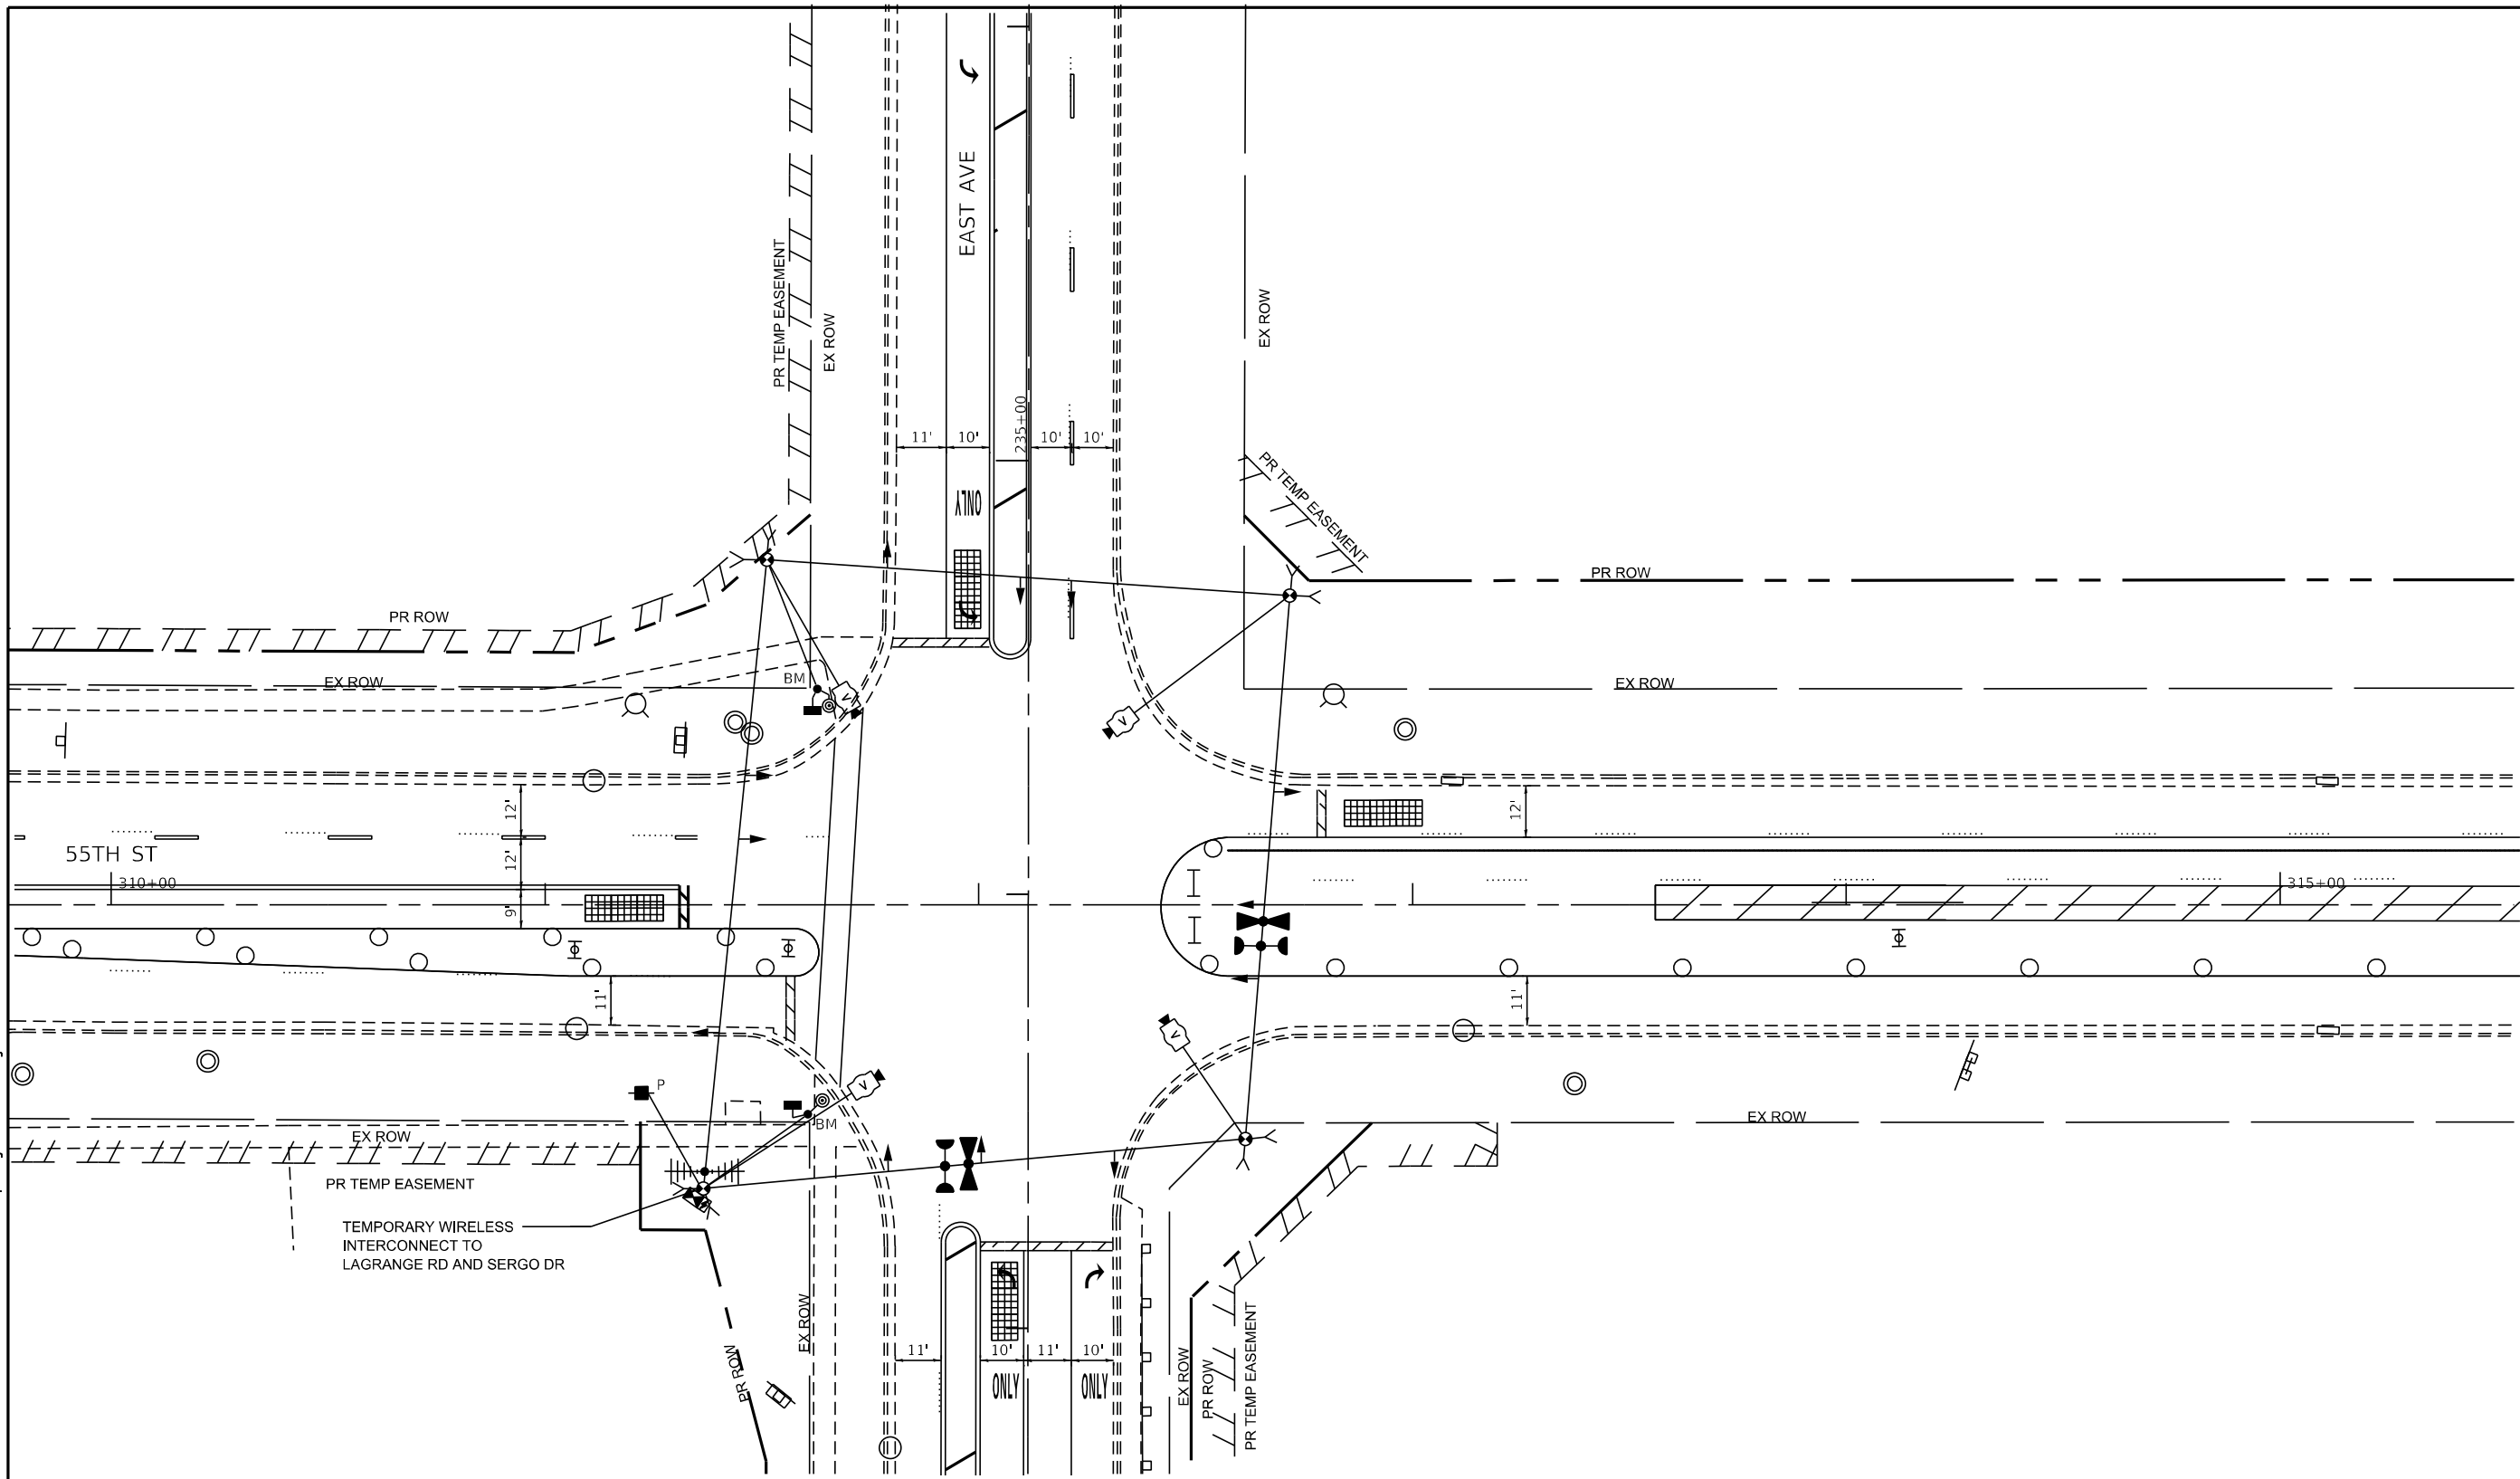 EAST AVE
PR TEMP EASEMENT
EX ROW
EX ROW
235+00
11'
10'
10'
10'
ONLY
PR TEMP EASEMENT
PR ROW
PR ROW
EX ROW
BM
V
V
EX ROW
12'
12'
9'
12'
55TH ST
310+00
315+00
11'
11'
V
V
P
BM
EX ROW
EX ROW
PR TEMP EASEMENT
TEMPORARY WIRELESS
INTERCONNECT TO
LAGRANGE RD AND SERGO DR
EX ROW
PR ROW
11'
10'
11'
10'
ONLY
ONLY
EX ROW
PR ROW
PR TEMP EASEMENT